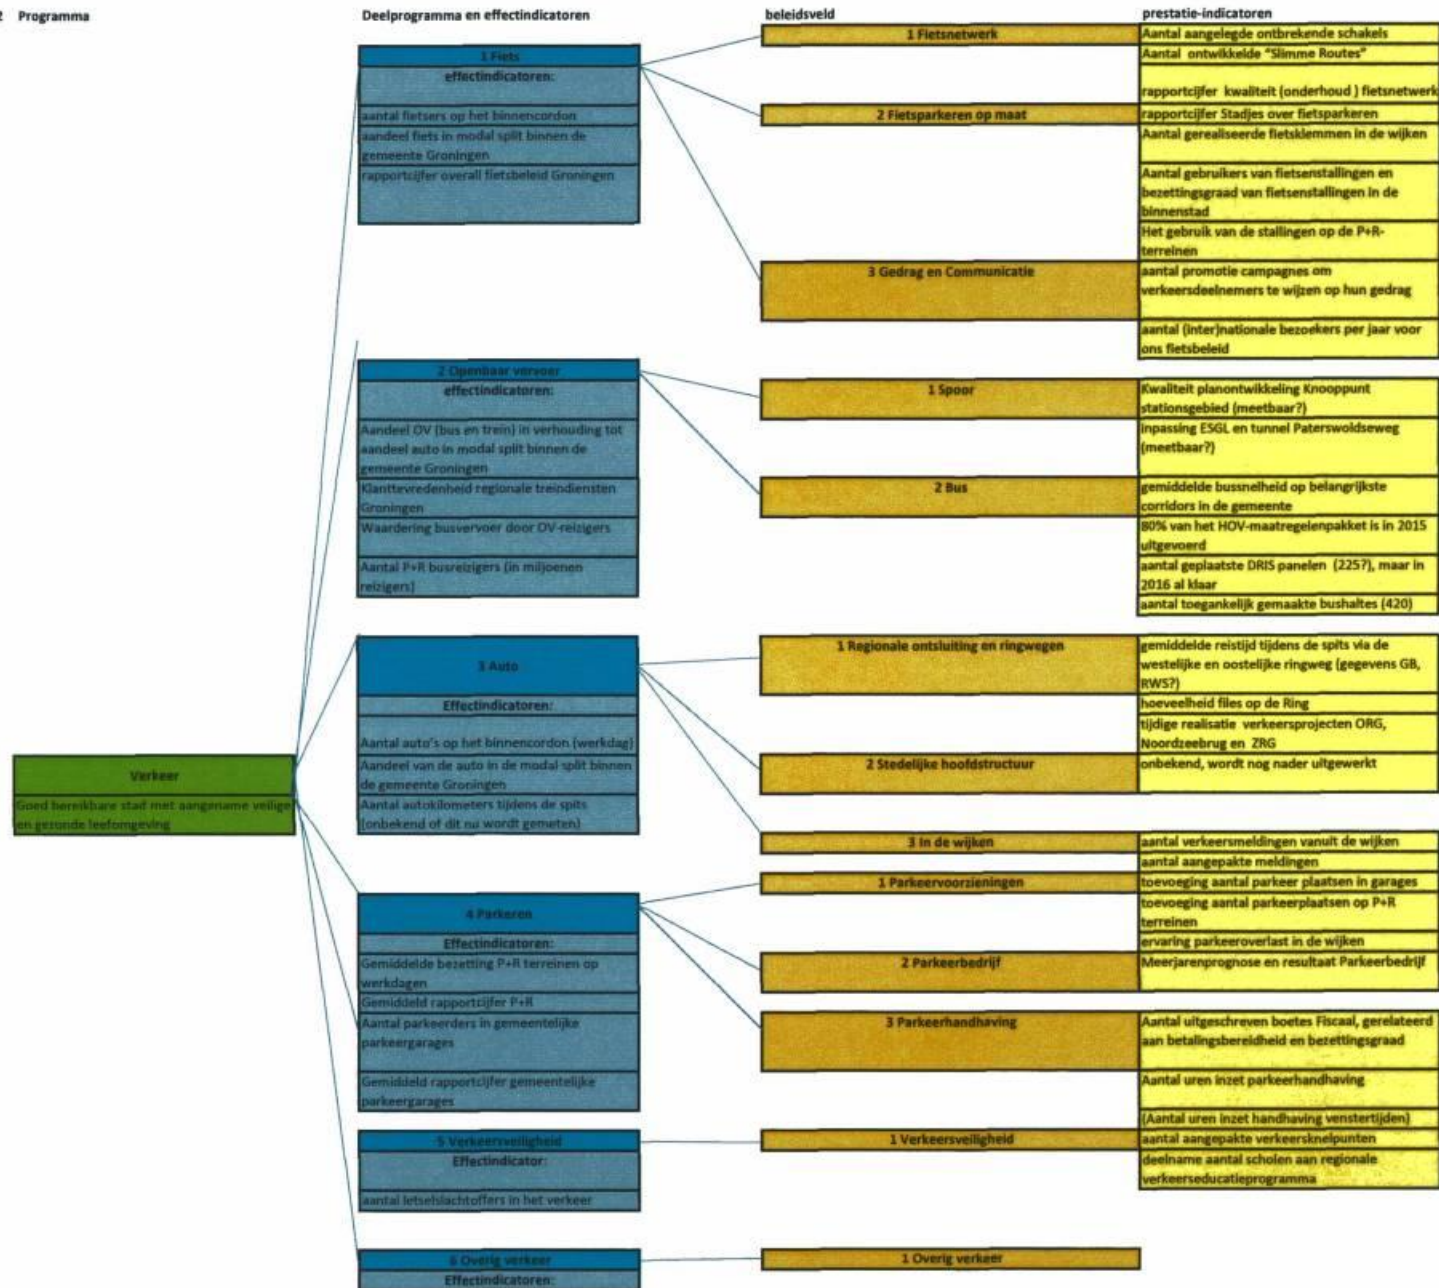 2 Programma
Deelprogramma en effectindicatoren
beleidsveld
prestatie-indicatoren
Verkeer
Goed bereikbare stad met aangename veilige
en gezonde leefomgeving
1 Fiets
effectindicatoren:
aantal fietsers op het binnencordon
aandeel fiets in modal split binnen de
gemeente Groningen
rapportcijfer overall fietsbeleid Groningen
1 Fietsnetwerk
Aantal aangelegde ontbrekende schakels
Aantal ontwikkelde "Slimme Routes"
rapportcijfer kwaliteit (onderhoud ) fietsnetwerk
2 Fietsparkeren op maat
rapportcijfer Stadjes over fietsparkeren
Aantal gerealiseerde fietsklemmen in de wijken
Aantal gebruikers van fietsenstallingen en
bezettingsgraad van fietsenstallingen in de
binnenstad
Het gebruik van de stallingen op de P+R-
terreinen
3 Gedrag en Communicatie
aantal promotie campagnes om
verkeersdeelnemers te wijzen op hun gedrag
aantal (inter)nationale bezoekers per jaar voor
ons fietsbeleid
2 Openbaar vervoer
effectindicatoren:
Aandeel OV (bus en trein) in verhouding tot
aandeel auto in modal split binnen de
gemeente Groningen
Klanttevredenheid regionale treindiensten
Groningen
Waardering busvervoer door OV-reizigers
Aantal P+R busreizigers (in miljoenen
reizigers)
1 Spoor
Kwaliteit planontwikkeling Knooppunt
stationsgebied (meetbaar?)
Inpassing ESGL en tunnel Paterswoldseweg
(meetbaar?)
2 Bus
gemiddelde bussnelheid op belangrijkste
corridors in de gemeente
80% van het HOV-maatregelenpakket is in 2015
uitgevoerd
aantal geplaatste DRIS panelen (225?), maar in
2016 al klaar
aantal toegankelijk gemaakte bushaltes (420)
3 Auto
Effectindicatoren:
Aantal auto's op het binnencordon (werkdag)
Aandeel van de auto in de modal split binnen
de gemeente Groningen
Aantal autokilometers tijdens de spits
(onbekend of dit nu wordt gemeten)
1 Regionale ontsluiting en ringwegen
gemiddelde reistijd tijdens de spits via de
westelijke en oostelijke ringweg (gegevens GB,
RWS?)
hoeveelheid files op de Ring
tijdige realisatie verkeersprojecten ORG,
Noordzeebrug en ZRG
2 Stedelijke hoofdstructuur
onbekend, wordt nog nader uitgewerkt
3 In de wijken
aantal verkeersmeldingen vanuit de wijken
aantal aangepakte meldingen
4 Parkeren
Effectindicatoren:
Gemiddelde bezetting P+R terreinen op
werkdagen
Gemiddeld rapportcijfer P+R
Aantal parkeerders in gemeentelijke
parkeergarages
Gemiddeld rapportcijfer gemeentelijke
parkeergarages
1 Parkeervoorzieningen
toevoeging aantal parkeer plaatsen in garages
toevoeging aantal parkeerplaatsen op P+R
terreinen
ervaring parkeeroverlast in de wijken
2 Parkeerbedrijf
Meerjarenprognose en resultaat Parkeerbedrijf
3 Parkeerhandhaving
Aantal uitgeschreven boetes Fiscaal, gerelateerd
aan betalingsbereidheid en bezettingsgraad
Aantal uren inzet parkeerhandhaving
(Aantal uren inzet handhaving venstertijden)
5 Verkeersveiligheid
Effectindicator:
aantal letselslachtoffers in het verkeer
1 Verkeersveiligheid
aantal aangepakte verkeersknelpunten
deelname aantal scholen aan regionale
verkeerseducatieprogramma
6 Overig verkeer
Effectindicatoren:
1 Overig verkeer